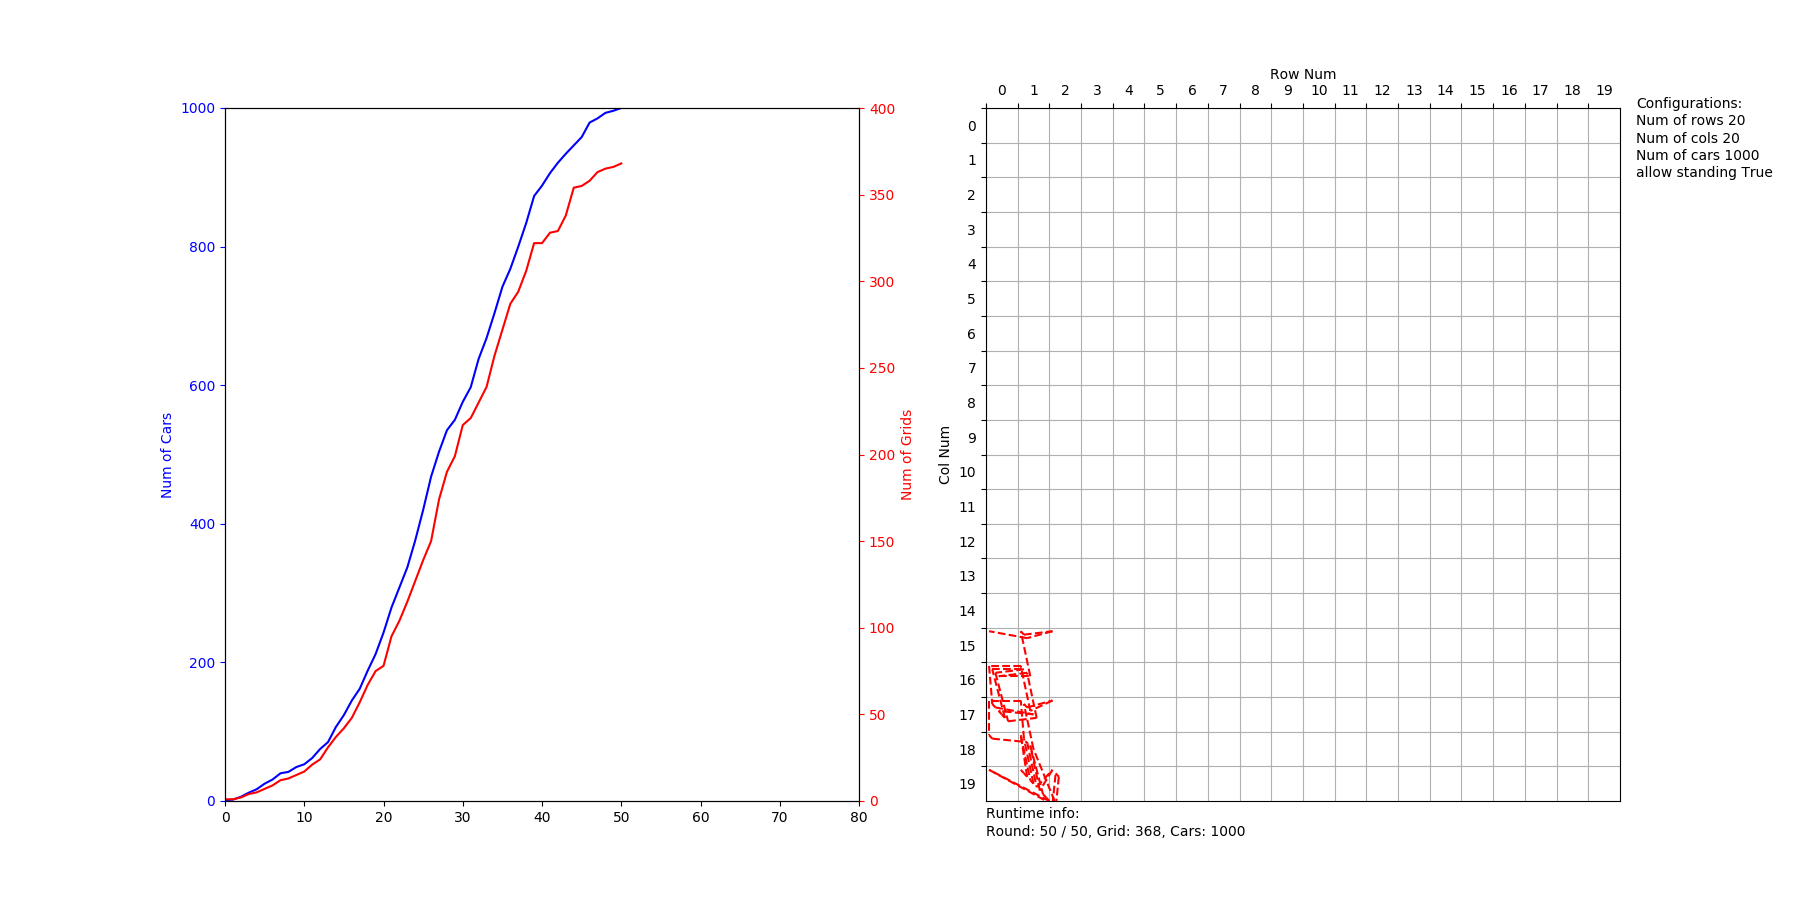 Row Num
0 1 2 3 4 5 6 7 8 9 10 11 12 13 14 15 16 17 18 19
Configurations:
Num of rows 20
Num of cols 20
Num of cars 1000
allow standing True
1000
800
600
400
200
0
Num of Cars
0 10 20 30 40 50 60 70 80
400
350
300
250
200
150
100
50
0
Num of Grids
Col Num
0
1
2
3
4
5
6
7
8
9
10
11
12
13
14
15
16
17
18
19
Runtime info:
Round: 50 / 50, Grid: 368, Cars: 1000